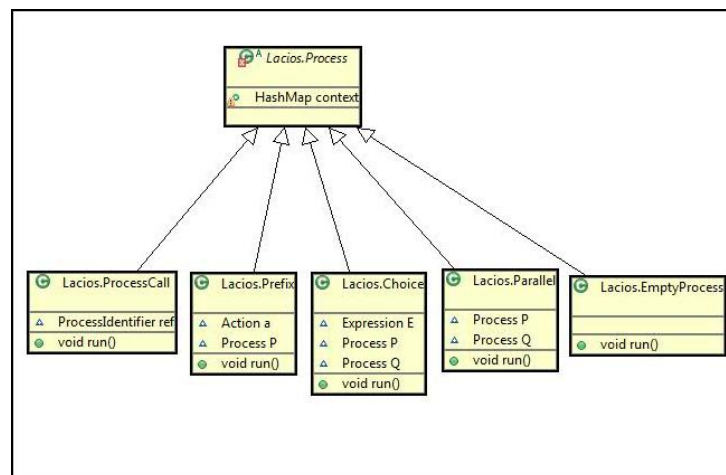 Lacios.Process
HashMap context
Lacios.ProcessCall
ProcessIdentifier ref
void run()
Lacios.Prefix
Action a
Process P
void run()
Lacios.Choice
Expression E
Process P
Process Q
void run()
Lacios.Parallel
Process P
Process Q
void run()
Lacios.EmptyProcess
void run()